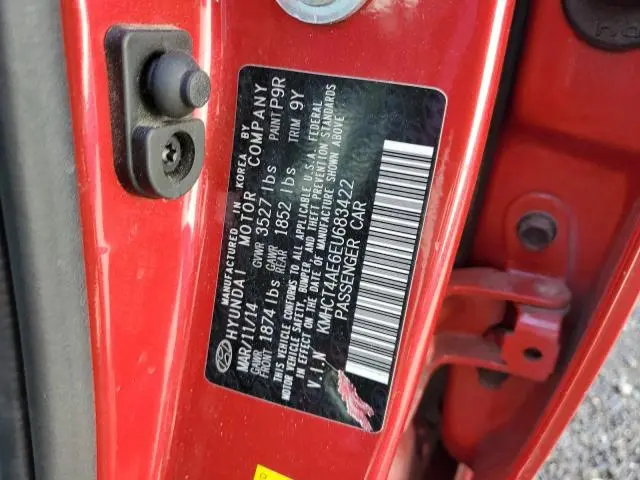 MANUFACTURED IN KOREA BY
HYUNDAI MOTOR COMPANY
MAR/11/14 GVWR 3527 lbs PAINT P9R
GAWR FRONT 1874 lbs GAWR REAR 1852 lbs TRIM 9Y
THIS VEHICLE CONFORMS TO ALL APPLICABLE U.S.A. FEDERAL
MOTOR VEHICLE SAFETY, BUMPER, AND THEFT PREVENTION STANDARDS
IN EFFECT ON THE DATE OF MANUFACTURE SHOWN ABOVE
V.I.N KMHCT4AE6EU683422
PASSENGER CAR